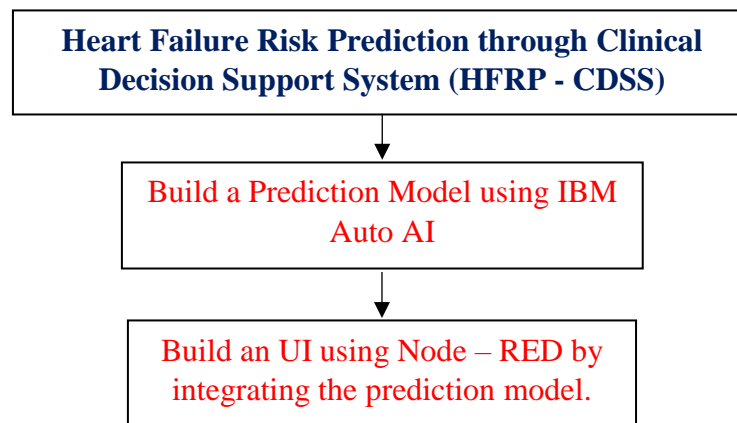 Heart Failure Risk Prediction through Clinical
Decision Support System (HFRP - CDSS)
Build a Prediction Model using IBM
Auto AI
Build an UI using Node – RED by
integrating the prediction model.